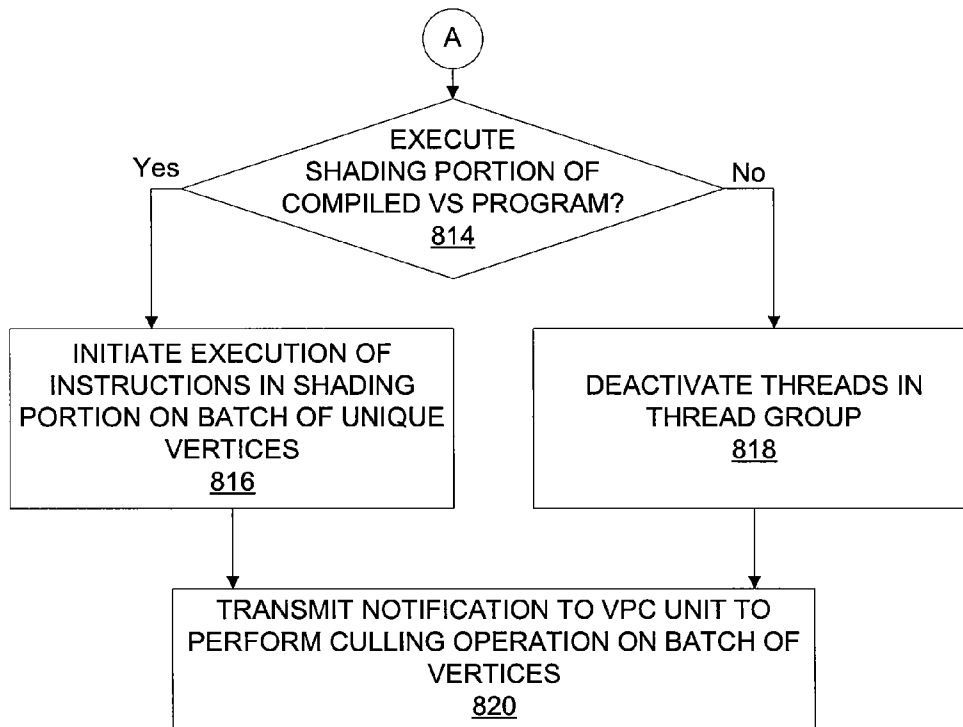 A
EXECUTE
SHADING PORTION OF
COMPILED VS PROGRAM?
814
Yes
No
INITIATE EXECUTION OF
INSTRUCTIONS IN SHADING
PORTION ON BATCH OF UNIQUE
VERTICES
816
DEACTIVATE THREADS IN
THREAD GROUP
818
TRANSMIT NOTIFICATION TO VPC UNIT TO
PERFORM CULLING OPERATION ON BATCH OF
VERTICES
820